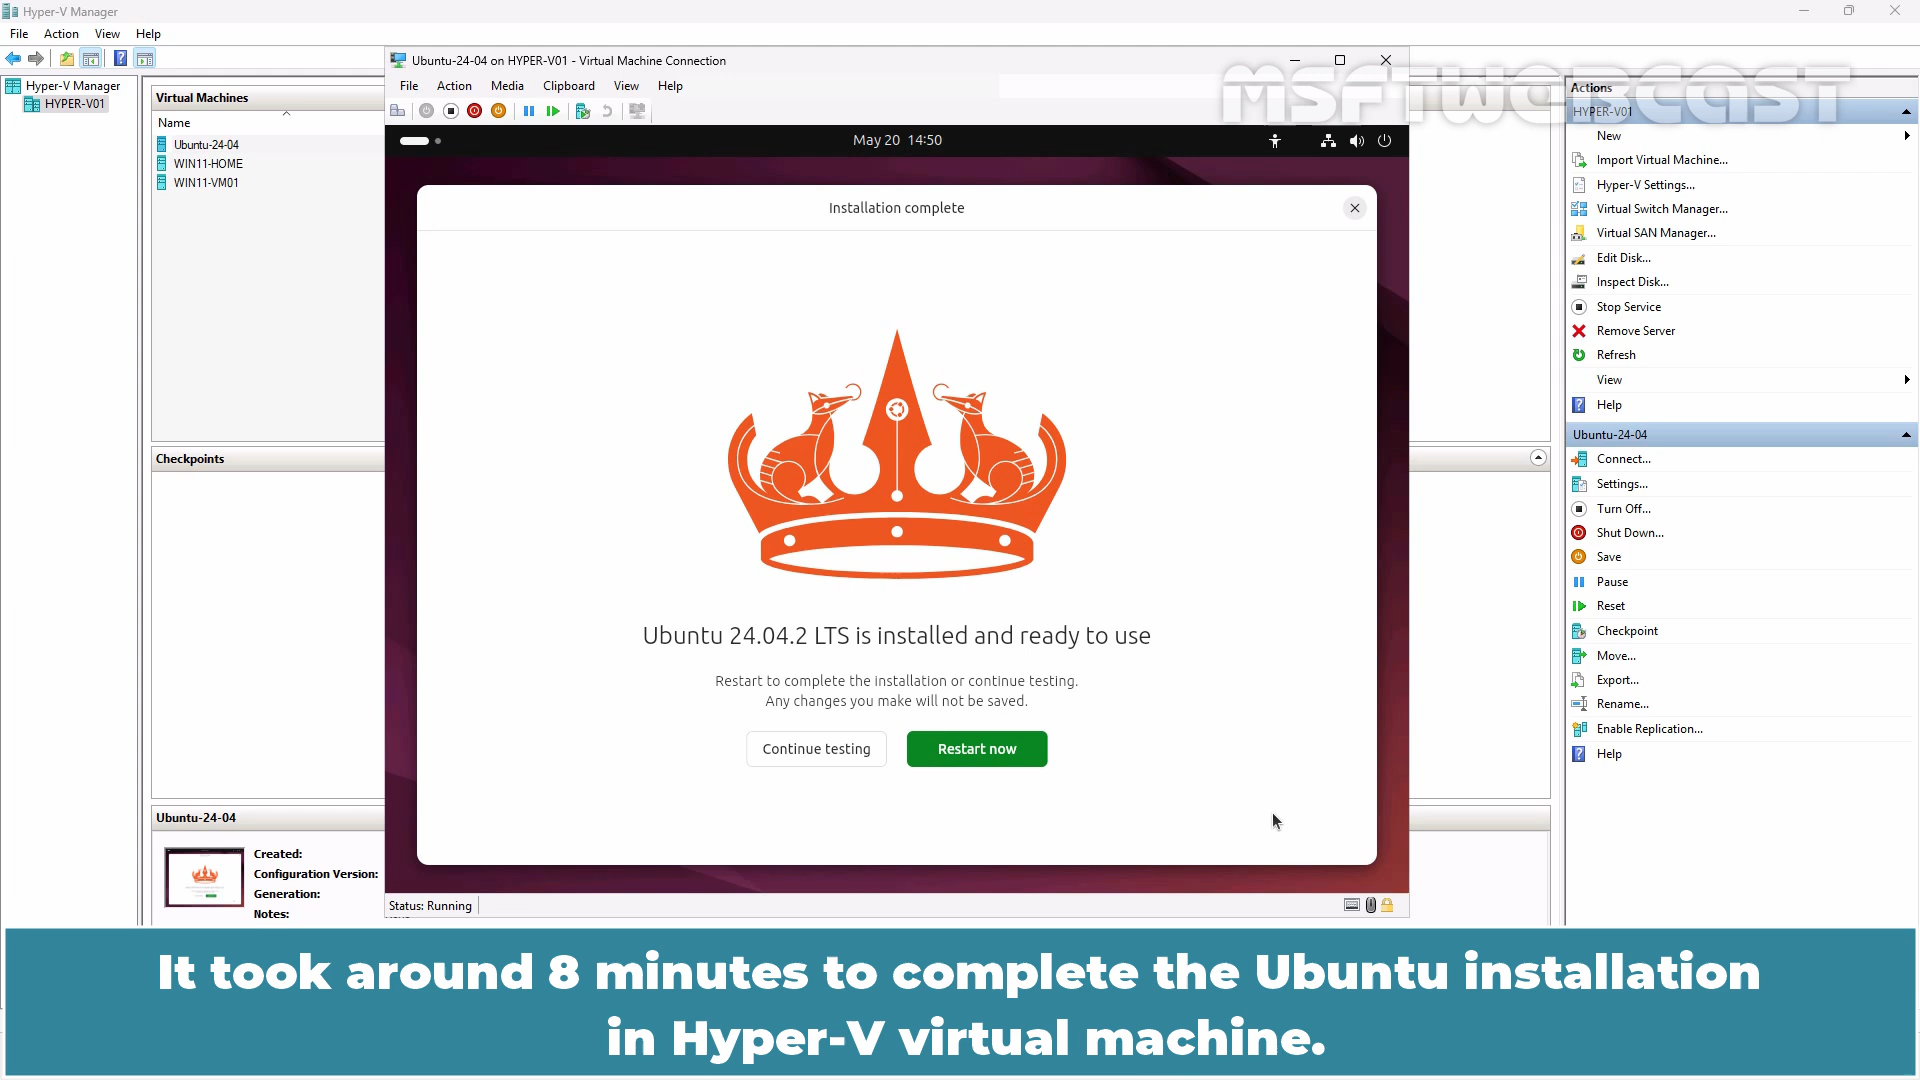 Hyper-V Manager
File Action View Help
Hyper-V Manager
HYPER-V01
Virtual Machines
Name
Ubuntu-24-04
WIN11-HOME
WIN11-VM01
Checkpoints
Ubuntu-24-04
Created:
Configuration Version:
Generation:
Notes:
Ubuntu-24-04 on HYPER-V01 - Virtual Machine Connection
File Action Media Clipboard View Help
May 20 14:50
Installation complete
Ubuntu 24.04.2 LTS is installed and ready to use
Restart to complete the installation or continue testing.
Any changes you make will not be saved.
Continue testing Restart now
Status: Running
MSFTWEBCAST
Actions
HYPER-V01
New
Import Virtual Machine...
Hyper-V Settings...
Virtual Switch Manager...
Virtual SAN Manager...
Edit Disk...
Inspect Disk...
Stop Service
Remove Server
Refresh
View
Help
Ubuntu-24-04
Connect...
Settings...
Turn Off...
Shut Down...
Save
Pause
Reset
Checkpoint
Move...
Export...
Rename...
Enable Replication...
Help
It took around 8 minutes to complete the Ubuntu installation
in Hyper-V virtual machine.